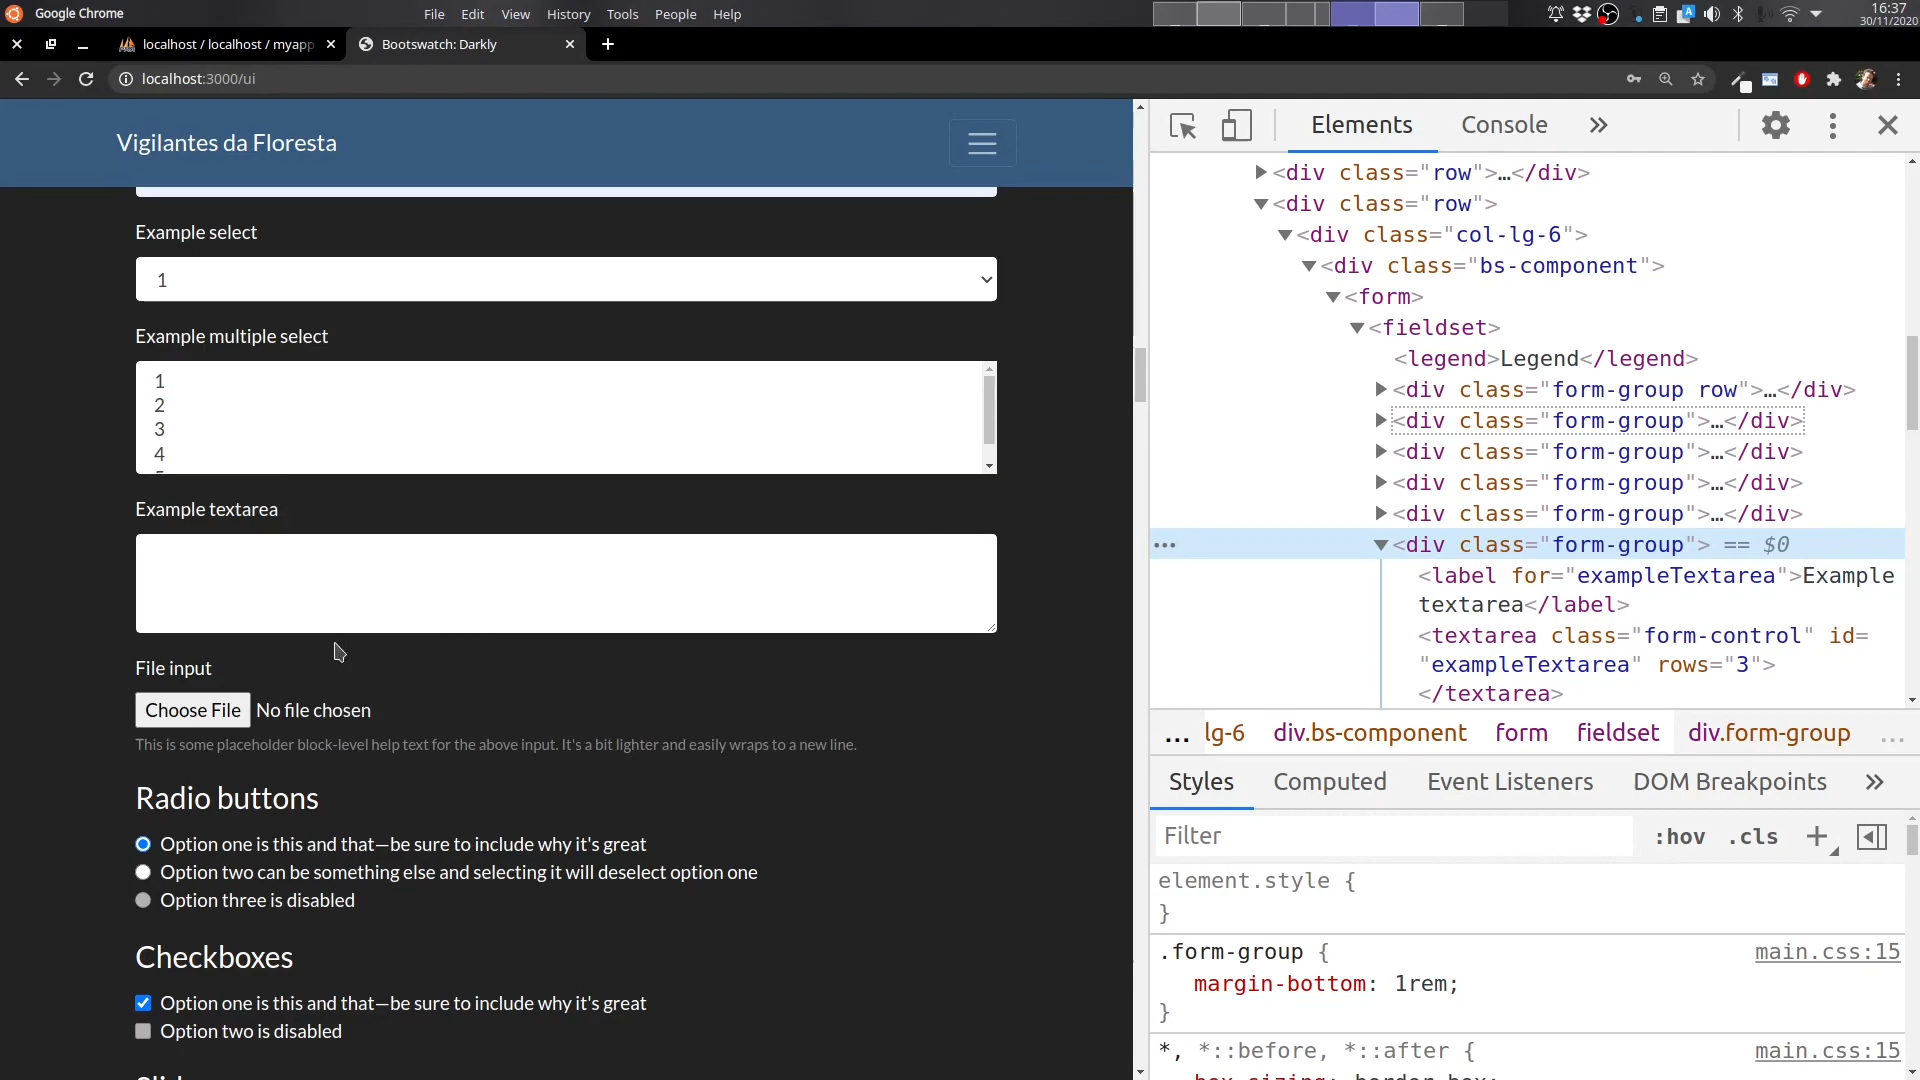 Google Chrome
File Edit View History Tools People Help
16:37
30/11/2020
localhost / localhost / myapp
Bootswatch: Darkly
localhost:3000/ui
Vigilantes da Floresta
Example select
1
Example multiple select
1
2
3
4
Example textarea
File input
Choose File No file chosen
This is some placeholder block-level help text for the above input. It's a bit lighter and easily wraps to a new line.
Radio buttons
Option one is this and that—be sure to include why it's great
Option two can be something else and selecting it will deselect option one
Option three is disabled
Checkboxes
Option one is this and that—be sure to include why it's great
Option two is disabled
Elements Console »
<div class="row">…</div>
<div class="row">
<div class="col-lg-6">
<div class="bs-component">
<form>
<fieldset>
<legend>Legend</legend>
<div class="form-group row">…</div>
<div class="form-group">…</div>
<div class="form-group">…</div>
<div class="form-group">…</div>
<div class="form-group">…</div>
<div class="form-group"> == $0
<label for="exampleTextarea">Example
textarea</label>
<textarea class="form-control" id=
"exampleTextarea" rows="3">
</textarea>
... lg-6 div.bs-component form fieldset div.form-group ...
Styles Computed Event Listeners DOM Breakpoints »
Filter :hov .cls +
element.style {
}
.form-group { main.css:15
margin-bottom: 1rem;
}
*, *::before, *::after { main.css:15
box-sizing: border-box;